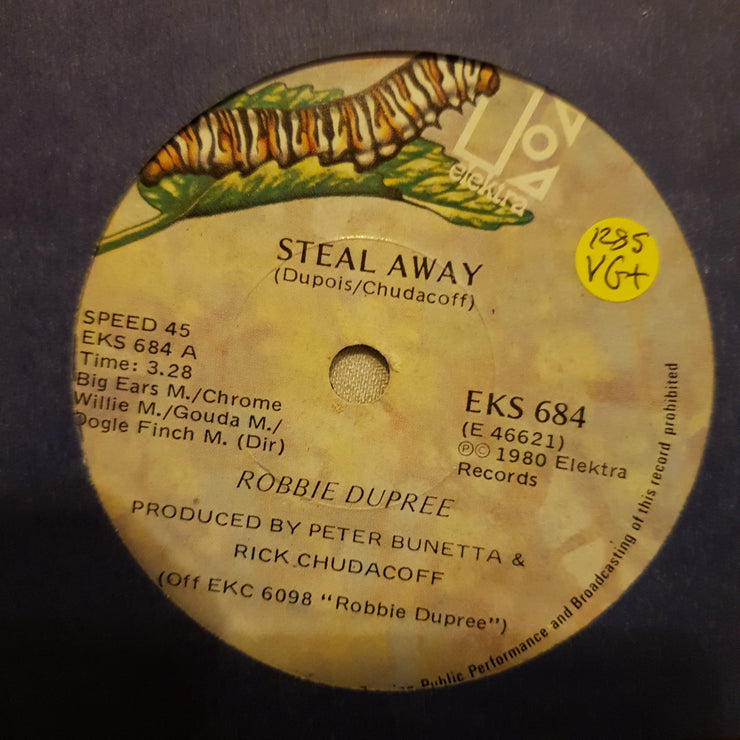 elektra
1285
VG+
STEAL AWAY
(Dupois/Chudacoff)
SPEED 45
EKS 684 A
Time: 3.28
Big Ears M./Chrome
Willie M./Gouda M./
Dogle Finch M. (Dir)
EKS 684
(E 46621)
℗© 1980 Elektra
Records
ROBBIE DUPREE
PRODUCED BY PETER BUNETTA &
RICK CHUDACOFF
(Off EKC 6098 "Robbie Dupree")
Public Performance and Broadcasting of this record prohibited